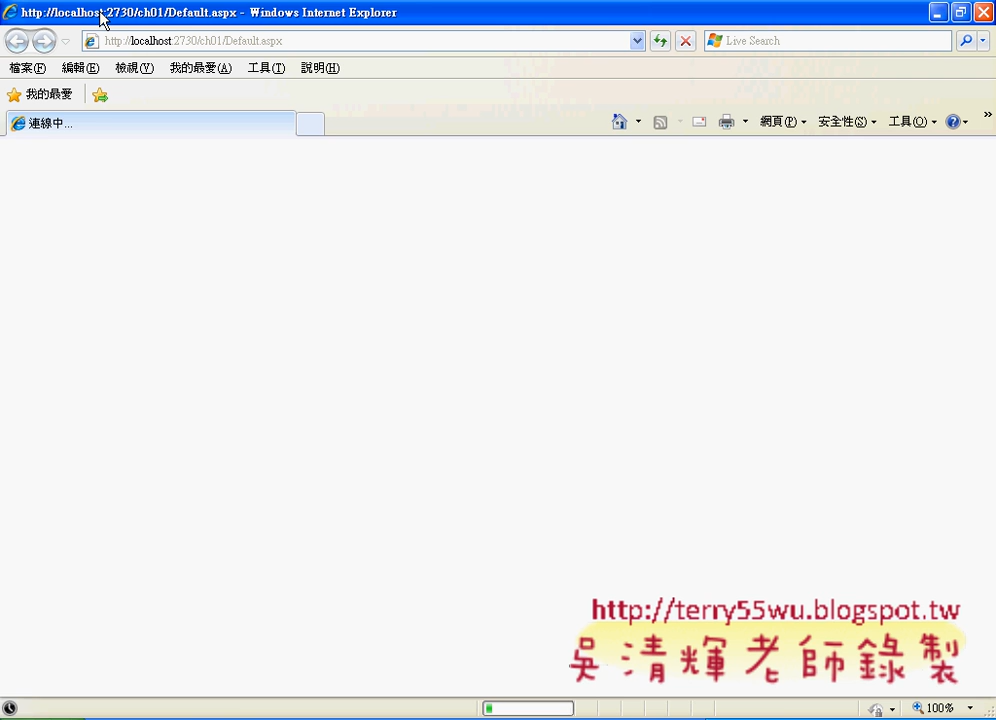 http://localhost:2730/ch01/Default.aspx - Windows Internet Explorer
http://localhost:2730/ch01/Default.aspx
Live Search
檔案(F) 編輯(E) 檢視(V) 我的最愛(A) 工具(T) 說明(H)
我的最愛
連線中...
網頁(P) 安全性(S) 工具(O) »
http://terry55wu.blogspot.tw
吳清輝老師錄製
100%